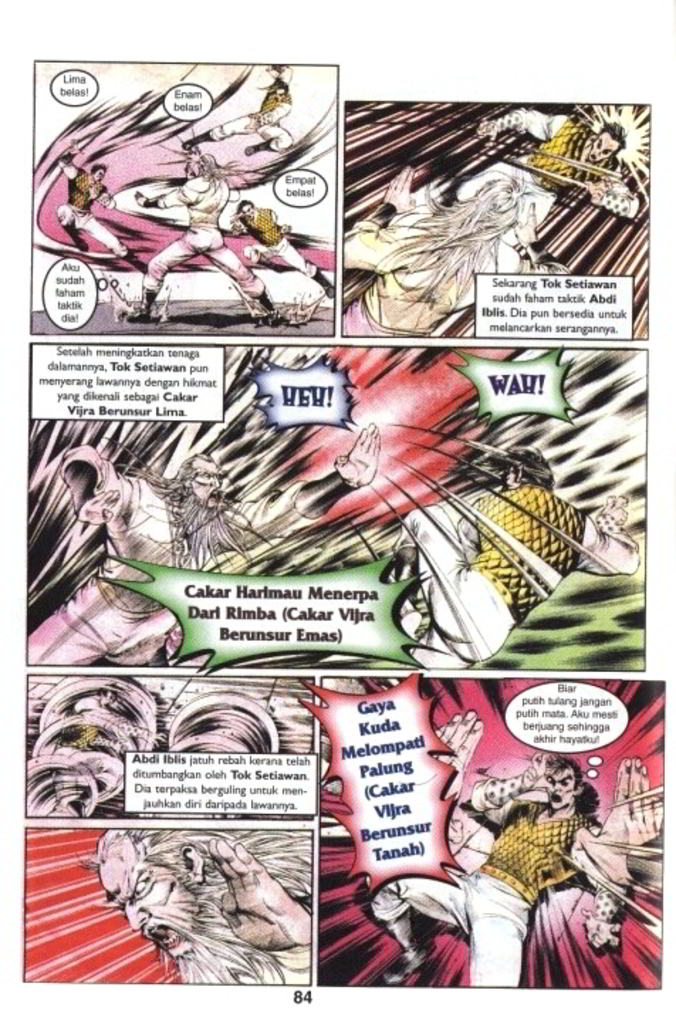 Lima
belas!
Enam
belas!
Empat
belas!
Aku
sudah
faham
taktik
dia!
Sekarang Tok Setiawan
sudah faham taktik Abdi
Iblis. Dia pun bersedia untuk
melancarkan serangannya.
Setelah meningkatkan tenaga
dalamannya, Tok Setiawan pun
menyerang lawannya dengan hikmat
yang dikenali sebagai Cakar
Vijra Berunsur Lima.
HEH!
WAH!
Cakar Harimau Menerpa
Dari Rimba (Cakar Vijra
Berunsur Emas)
Abdi Iblis jatuh rebah kerana telah
ditumbangkan oleh Tok Setiawan.
Dia terpaksa berguling untuk men-
jauhkan diri daripada lawannya.
Gaya
Kuda
Melompati
Palung
(Cakar
Vijra
Berunsur
Tanah)
Biar
putih tulang jangan
putih mata. Aku mesti
berjuang sehingga
akhir hayatku!
84